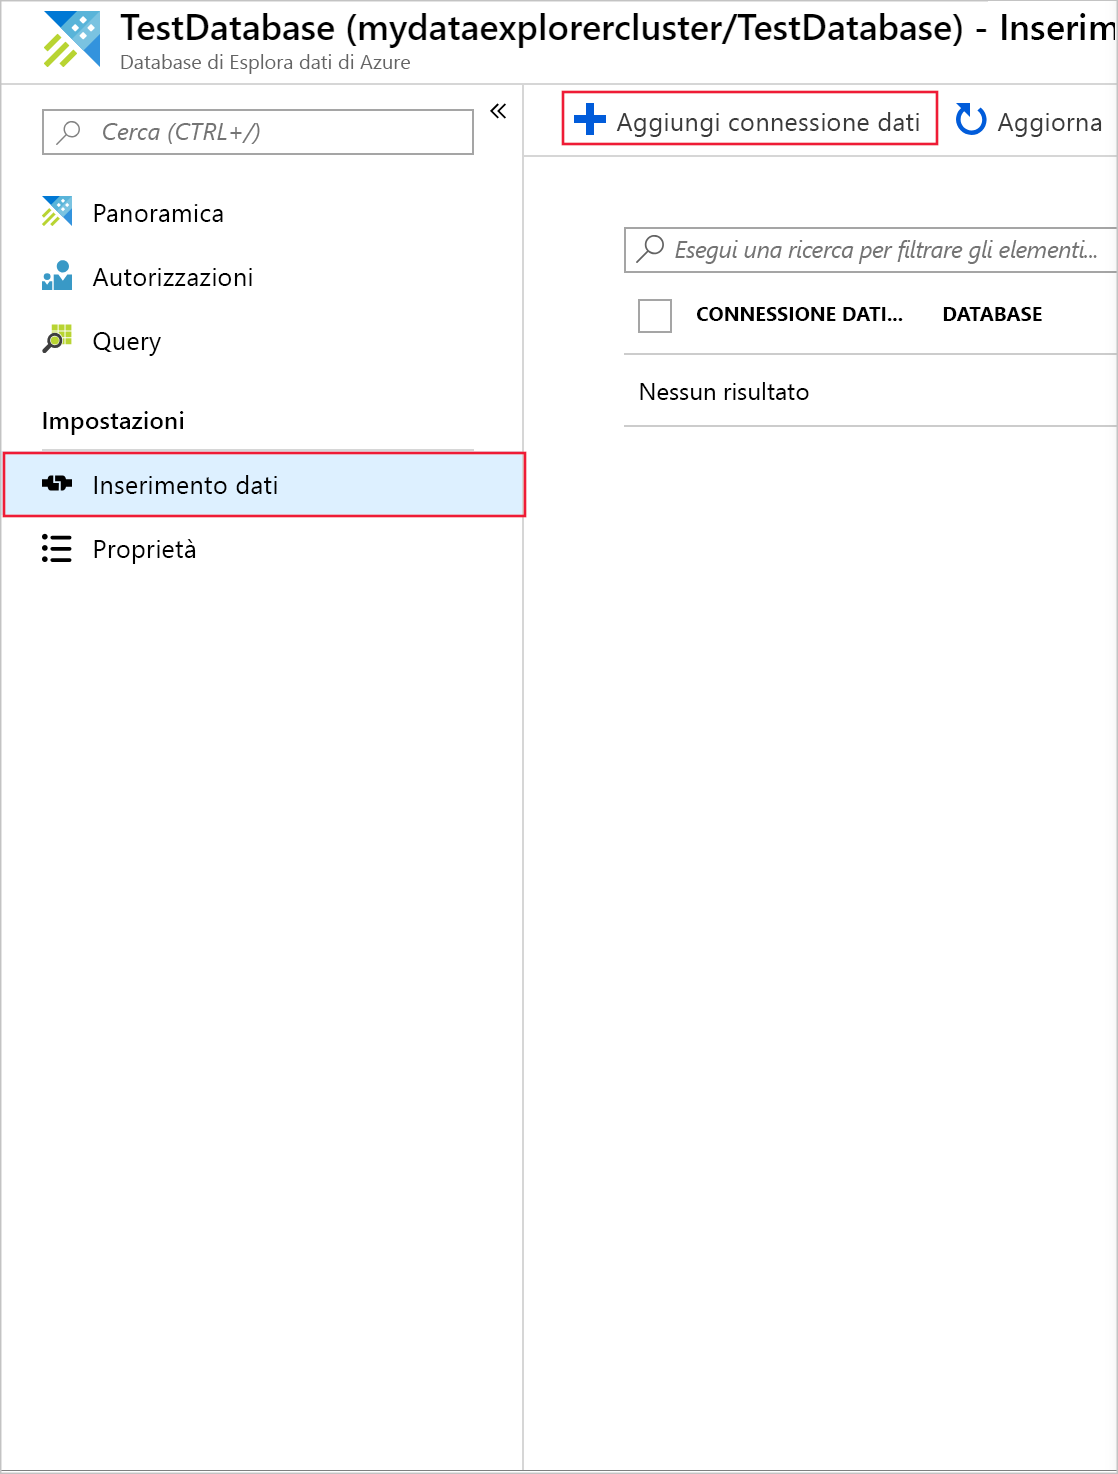 TestDatabase (mydataexplorercluster/TestDatabase) - Inserim
Database di Esplora dati di Azure
Cerca (CTRL+/)
«
Panoramica
Autorizzazioni
Query
Impostazioni
Inserimento dati
Proprietà
Aggiungi connessione dati
Aggiorna
Esegui una ricerca per filtrare gli elementi...
CONNESSIONE DATI... DATABASE
Nessun risultato